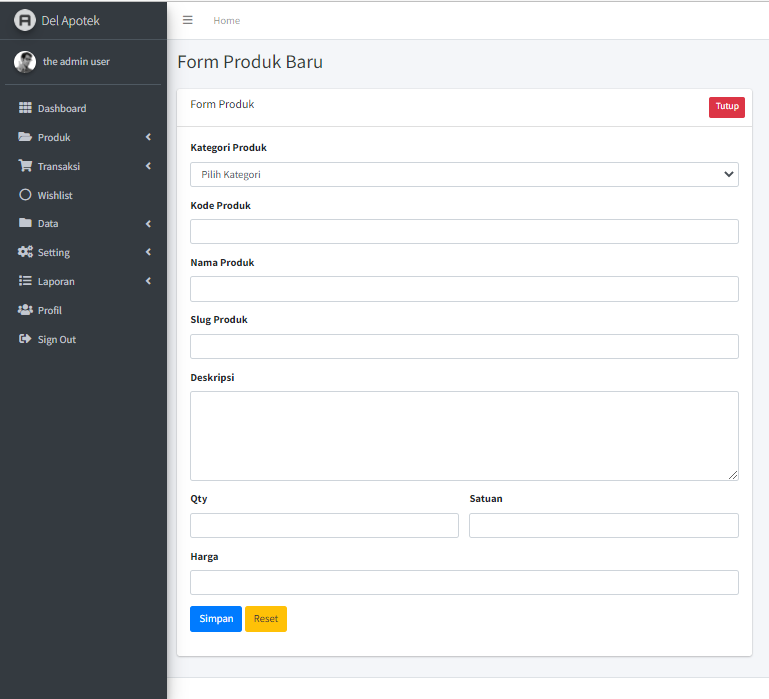 Del Apotek
Home
the admin user
Dashboard
Produk
Transaksi
Wishlist
Data
Setting
Laporan
Profil
Sign Out
Form Produk Baru
Form Produk
Tutup
Kategori Produk
Pilih Kategori
Kode Produk
Nama Produk
Slug Produk
Deskripsi
Qty Satuan
Harga
Simpan Reset